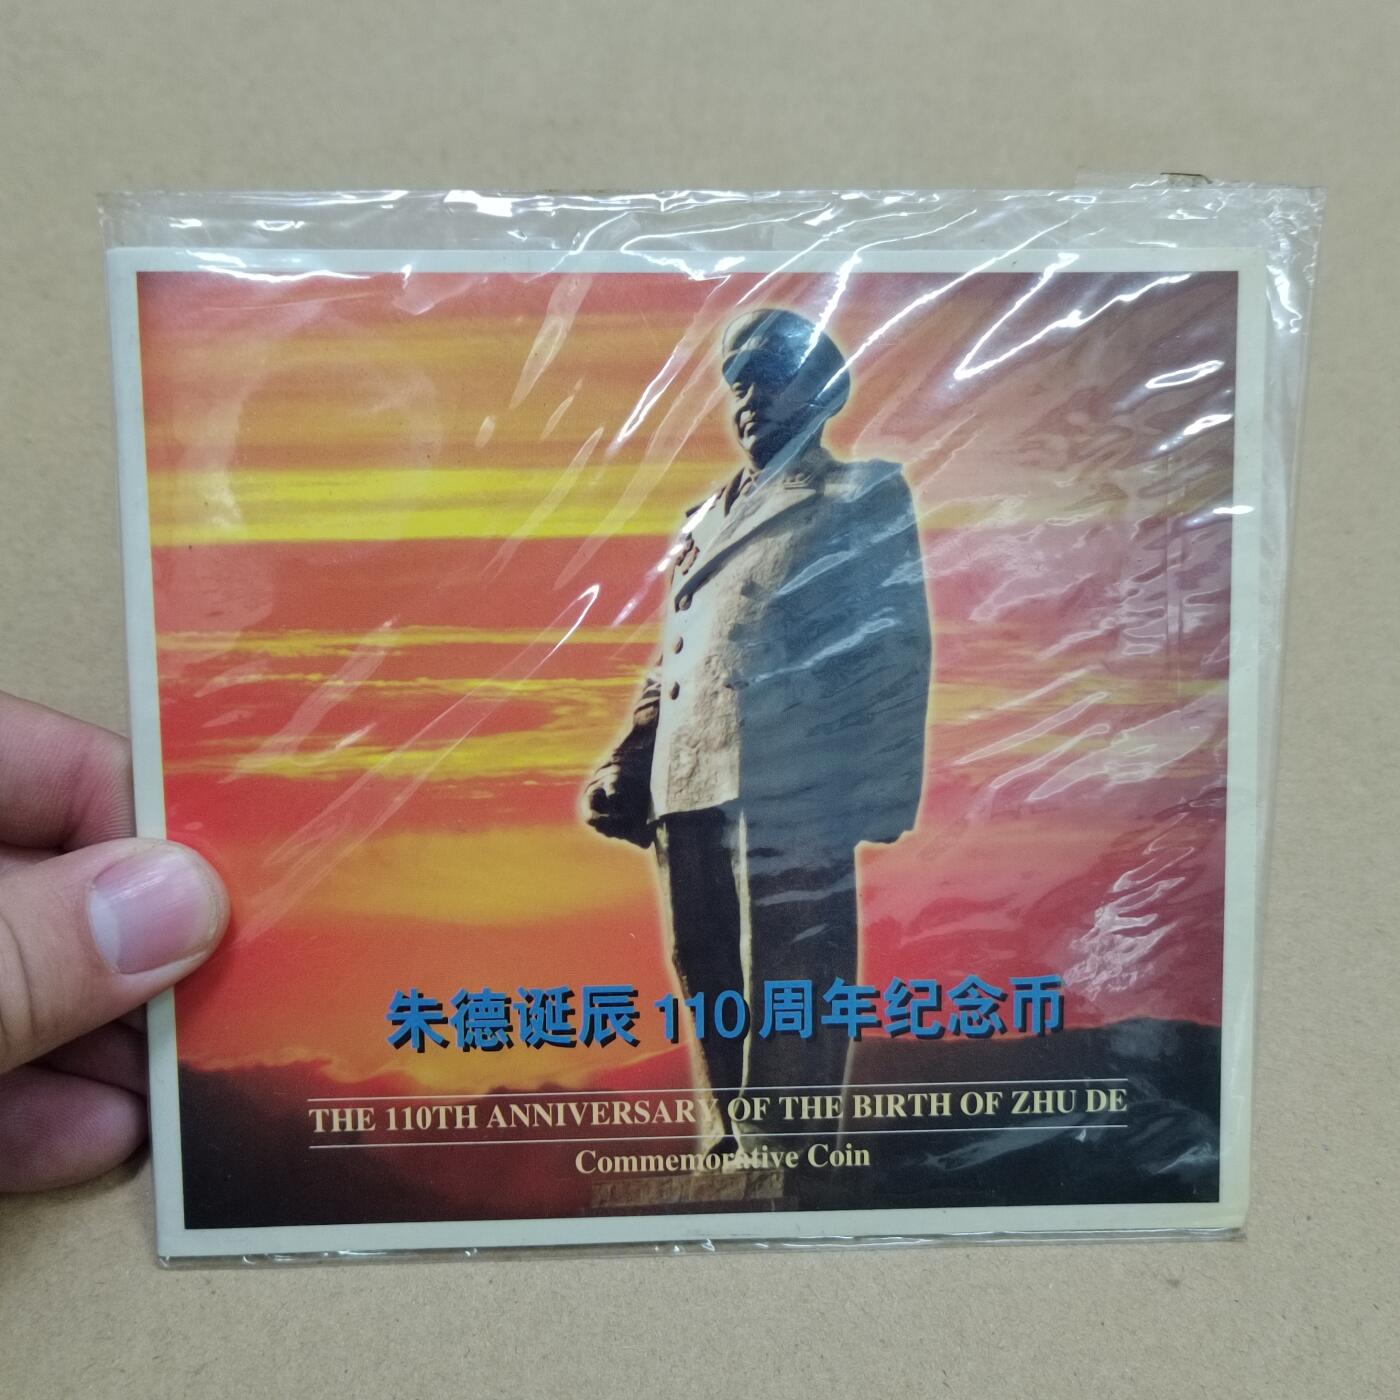 朱德诞辰110周年纪念币
THE 110TH ANNIVERSARY OF THE BIRTH OF ZHU DE
Commemorative Coin